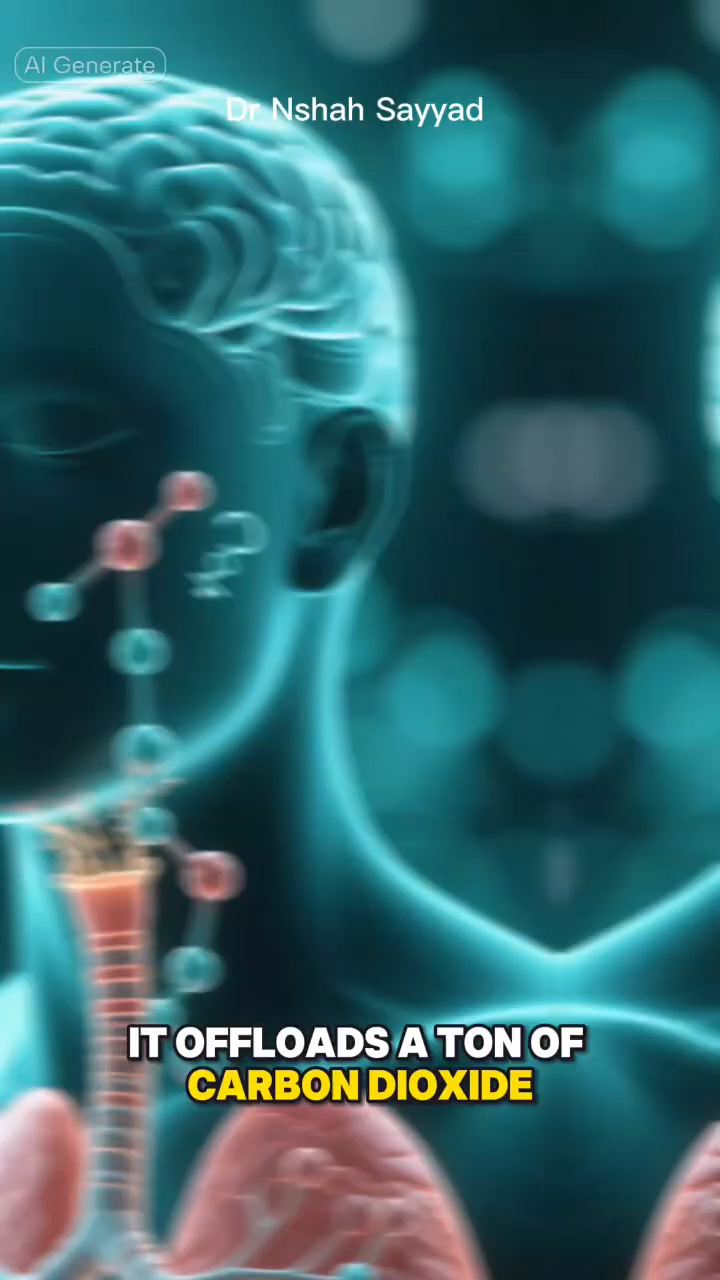 AI Generate
Dr Nshah Sayyad
IT OFFLOADS A TON OF
CARBON DIOXIDE